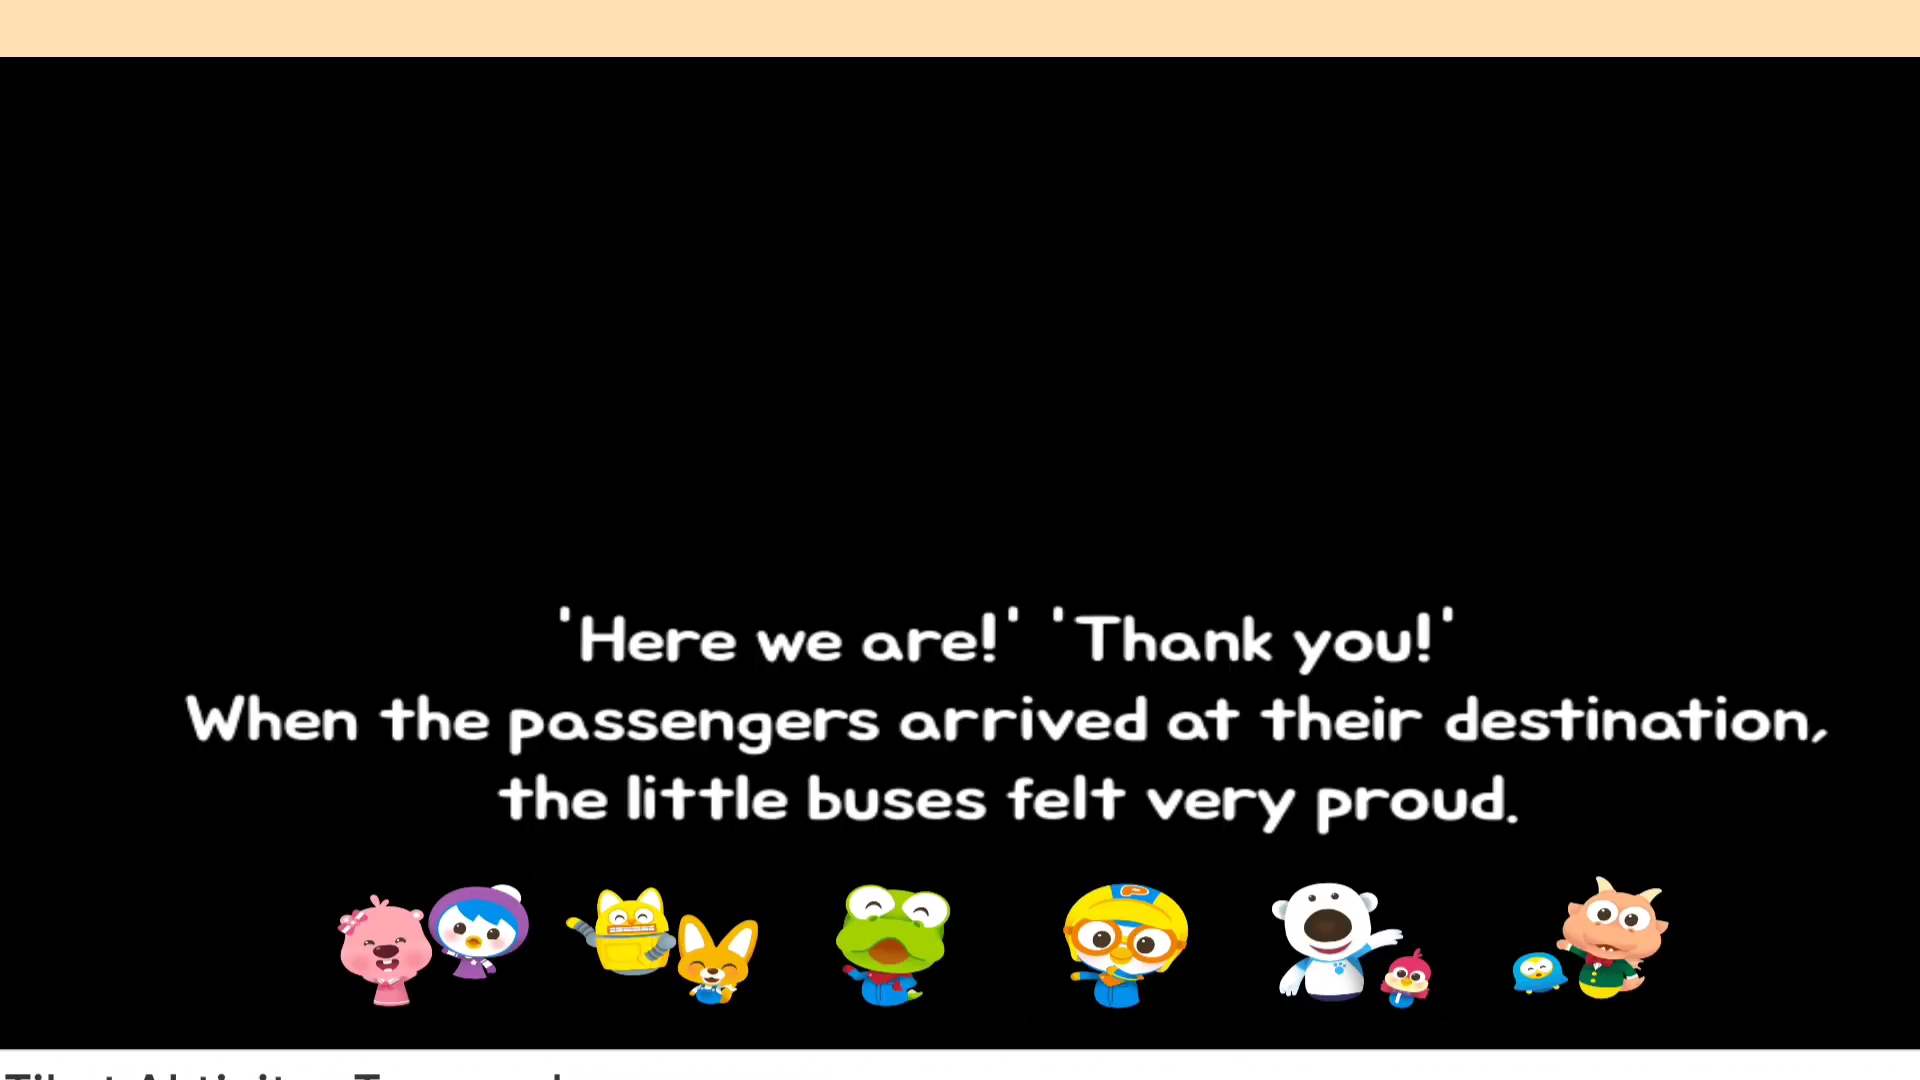 'Here we are!' 'Thank you!'
When the passengers arrived at their destination,
the little buses felt very proud.
P